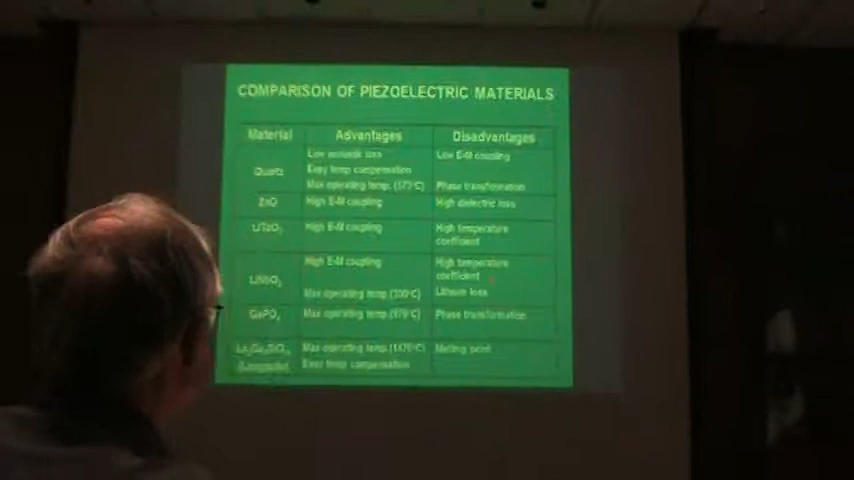 COMPARISON OF PIEZOELECTRIC MATERIALS
Material Advantages Disadvantages
Quartz
Low acoustic loss
Easy temp compensation
Max operating temp. (573°C)
Low E-M coupling
Phase transformation
ZnO High E-M coupling High dielectric loss
LiTaO₃ High E-M coupling High temperature
coefficient
LiNbO₃
High E-M coupling
Max operating temp.
High temperature
coefficient
Lithium loss
GaPO₄ Max operating temp. Phase transformation
Max operating temp. (1470°C) Melting point
(Langasite) Easy temp compensation